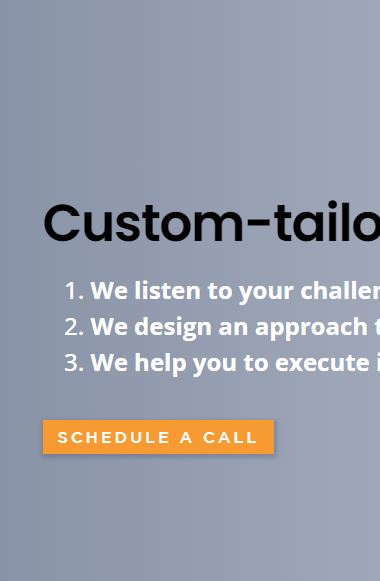 Custom-tailo
1. We listen to your challen
2. We design an approach t
3. We help you to execute i
SCHEDULE A CALL